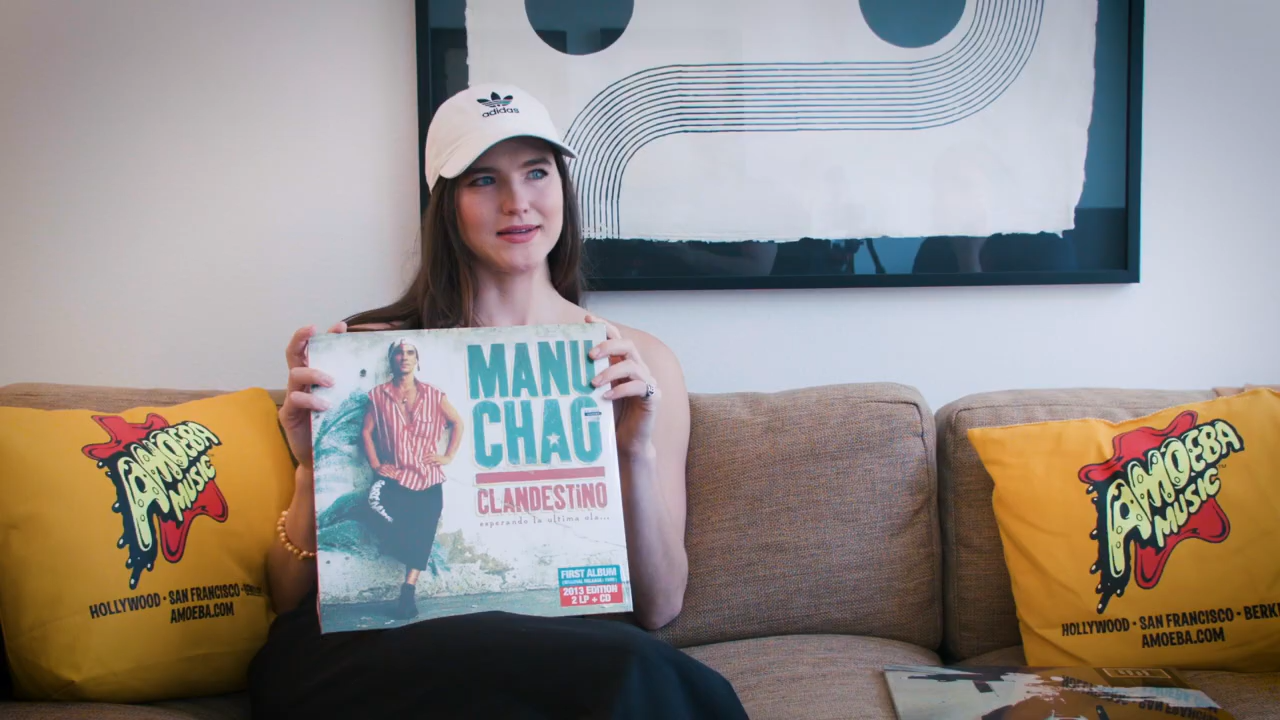 adidas
MANU
CHAO
CLANDESTINO
esperando la ultima ola...
FIRST ALBUM
2013 EDITION
2 LP + CD
AMOEBA
MUSIC
HOLLYWOOD · SAN FRANCISCO ·
AMOEBA.COM
AMOEBA
MUSIC
HOLLYWOOD · SAN FRANCISCO · BERK
AMOEBA.COM